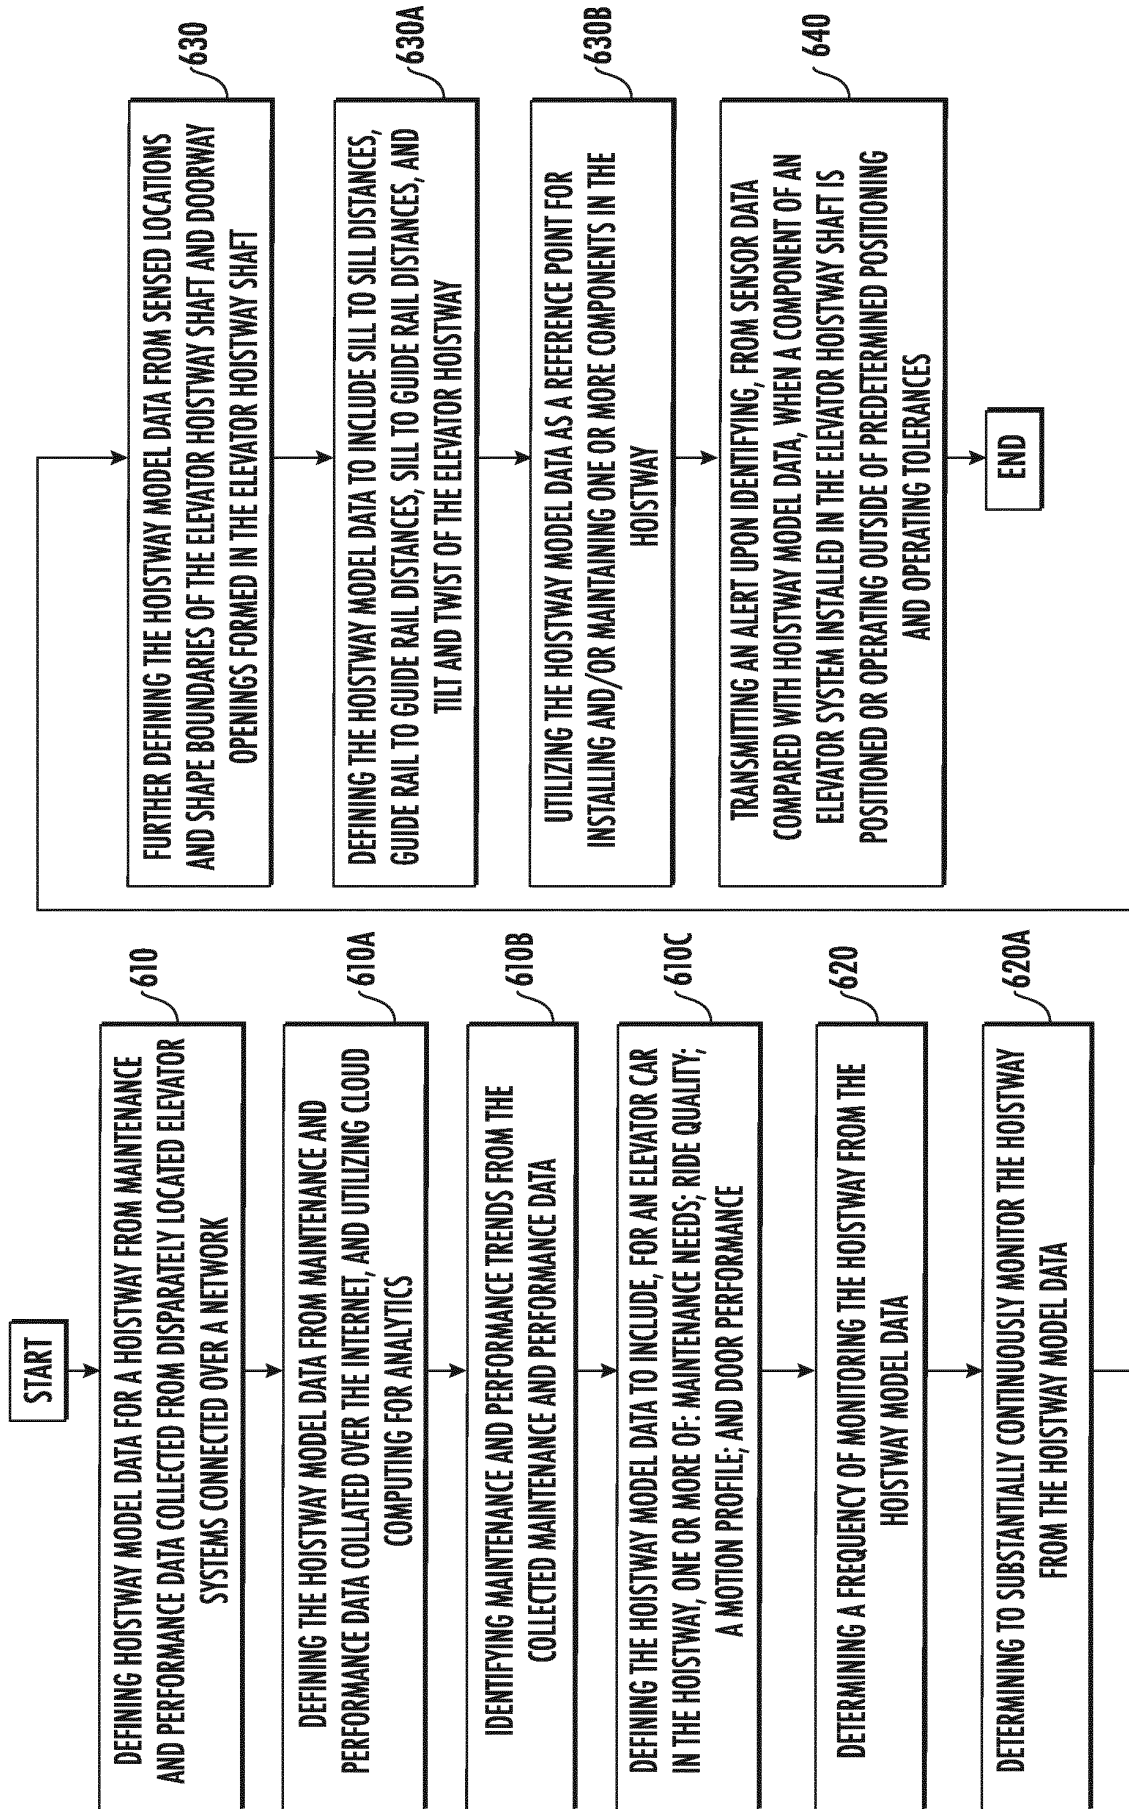 START
610
DEFINING HOISTWAY MODEL DATA FOR A HOISTWAY FROM MAINTENANCE
AND PERFORMANCE DATA COLLECTED FROM DISPARATELY LOCATED ELEVATOR
SYSTEMS CONNECTED OVER A NETWORK
610A
DEFINING THE HOISTWAY MODEL DATA FROM MAINTENANCE AND
PERFORMANCE DATA COLLATED OVER THE INTERNET, AND UTILIZING CLOUD
COMPUTING FOR ANALYTICS
610B
IDENTIFYING MAINTENANCE AND PERFORMANCE TRENDS FROM THE
COLLECTED MAINTENANCE AND PERFORMANCE DATA
610C
DEFINING THE HOISTWAY MODEL DATA TO INCLUDE, FOR AN ELEVATOR CAR
IN THE HOISTWAY, ONE OR MORE OF: MAINTENANCE NEEDS; RIDE QUALITY;
A MOTION PROFILE; AND DOOR PERFORMANCE
620
DETERMINING A FREQUENCY OF MONITORING THE HOISTWAY FROM THE
HOISTWAY MODEL DATA
620A
DETERMINING TO SUBSTANTIALLY CONTINUOUSLY MONITOR THE HOISTWAY
FROM THE HOISTWAY MODEL DATA
630
FURTHER DEFINING THE HOISTWAY MODEL DATA FROM SENSED LOCATIONS
AND SHAPE BOUNDARIES OF THE ELEVATOR HOISTWAY SHAFT AND DOORWAY
OPENINGS FORMED IN THE ELEVATOR HOISTWAY SHAFT
630A
DEFINING THE HOISTWAY MODEL DATA TO INCLUDE SILL TO SILL DISTANCES,
GUIDE RAIL TO GUIDE RAIL DISTANCES, SILL TO GUIDE RAIL DISTANCES, AND
TILT AND TWIST OF THE ELEVATOR HOISTWAY
630B
UTILIZING THE HOISTWAY MODEL DATA AS A REFERENCE POINT FOR
INSTALLING AND/OR MAINTAINING ONE OR MORE COMPONENTS IN THE
HOISTWAY
640
TRANSMITTING AN ALERT UPON IDENTIFYING, FROM SENSOR DATA
COMPARED WITH HOISTWAY MODEL DATA, WHEN A COMPONENT OF AN
ELEVATOR SYSTEM INSTALLED IN THE ELEVATOR HOISTWAY SHAFT IS
POSITIONED OR OPERATING OUTSIDE OF PREDETERMINED POSITIONING
AND OPERATING TOLERANCES
END